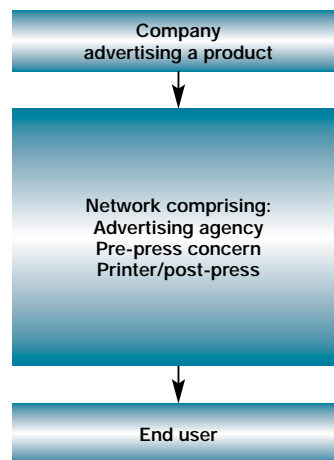 Company
advertising a product
Network comprising:
Advertising agency
Pre-press concern
Printer/post-press
End user